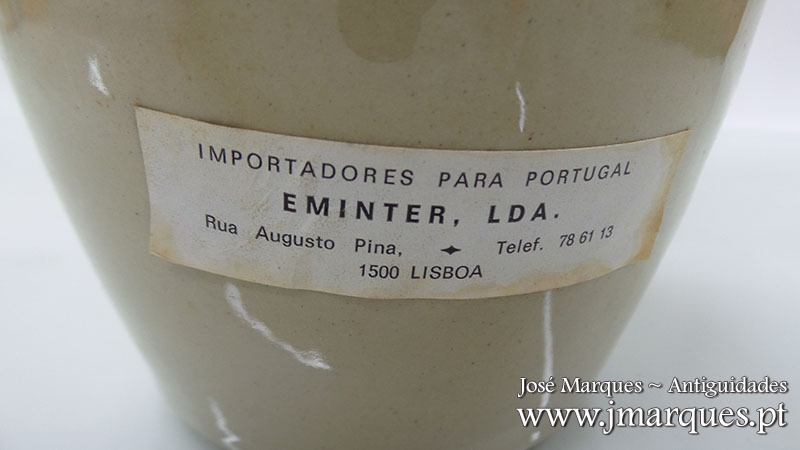 IMPORTADORES PARA PORTUGAL
EMINTER, LDA.
Rua Augusto Pina, ✦ Telef. 78 61 13
1500 LISBOA
José Marques ~ Antiguidades
www.jmarques.pt